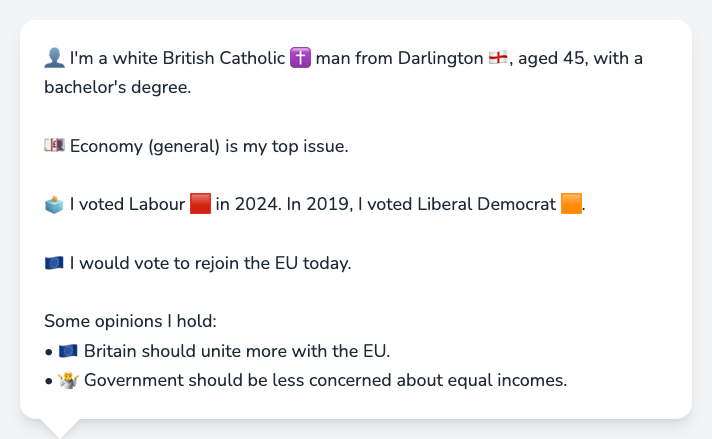 👤 I'm a white British Catholic ✝️ man from Darlington 🏴󠁧󠁢󠁥󠁮󠁧󠁿, aged 45, with a
bachelor's degree.
💷 Economy (general) is my top issue.
🗳️ I voted Labour 🟥 in 2024. In 2019, I voted Liberal Democrat 🟧.
🇪🇺 I would vote to rejoin the EU today.
Some opinions I hold:
• 🇪🇺 Britain should unite more with the EU.
• 🤷 Government should be less concerned about equal incomes.